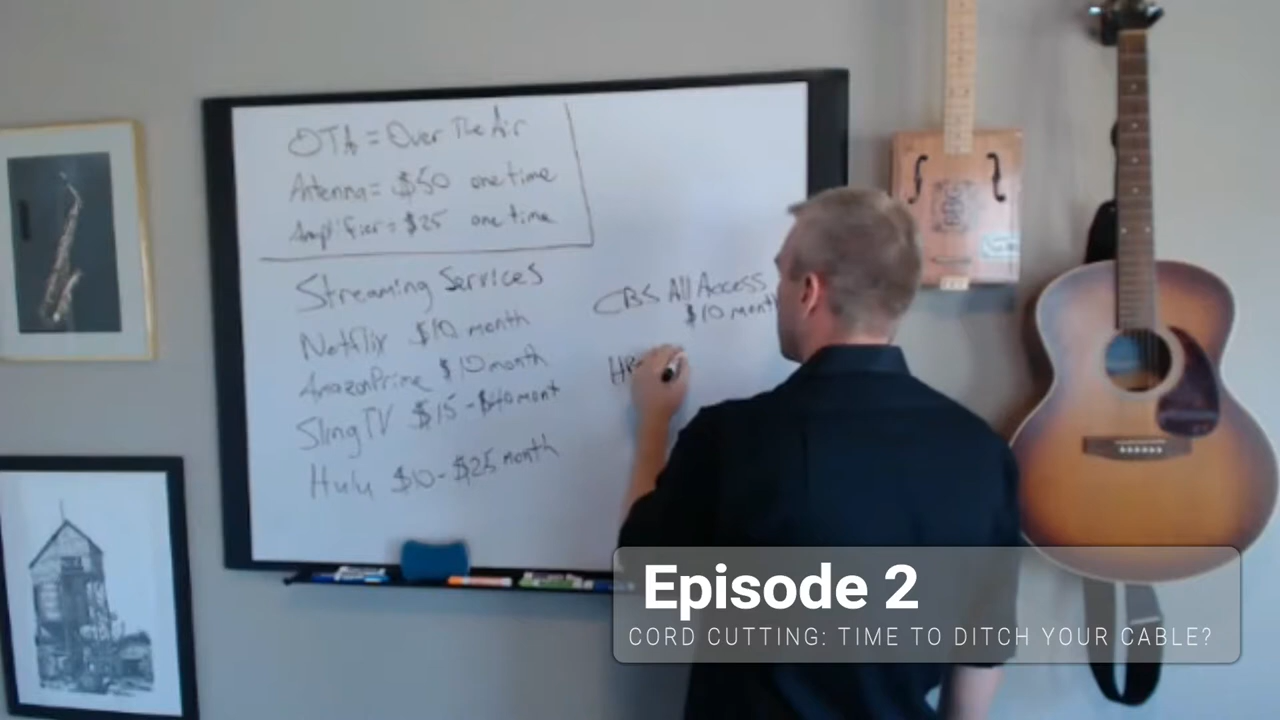 OTA = Over The Air
Antenna = $50 one time
Amplifier = $25 one time
Streaming Services
Netflix $10 month
AmazonPrime $10 month
SlingTV $15 - $40 mont
Hulu $10 - $25 month
CBS All Access
$10 month
HB
Episode 2
CORD CUTTING: TIME TO DITCH YOUR CABLE?